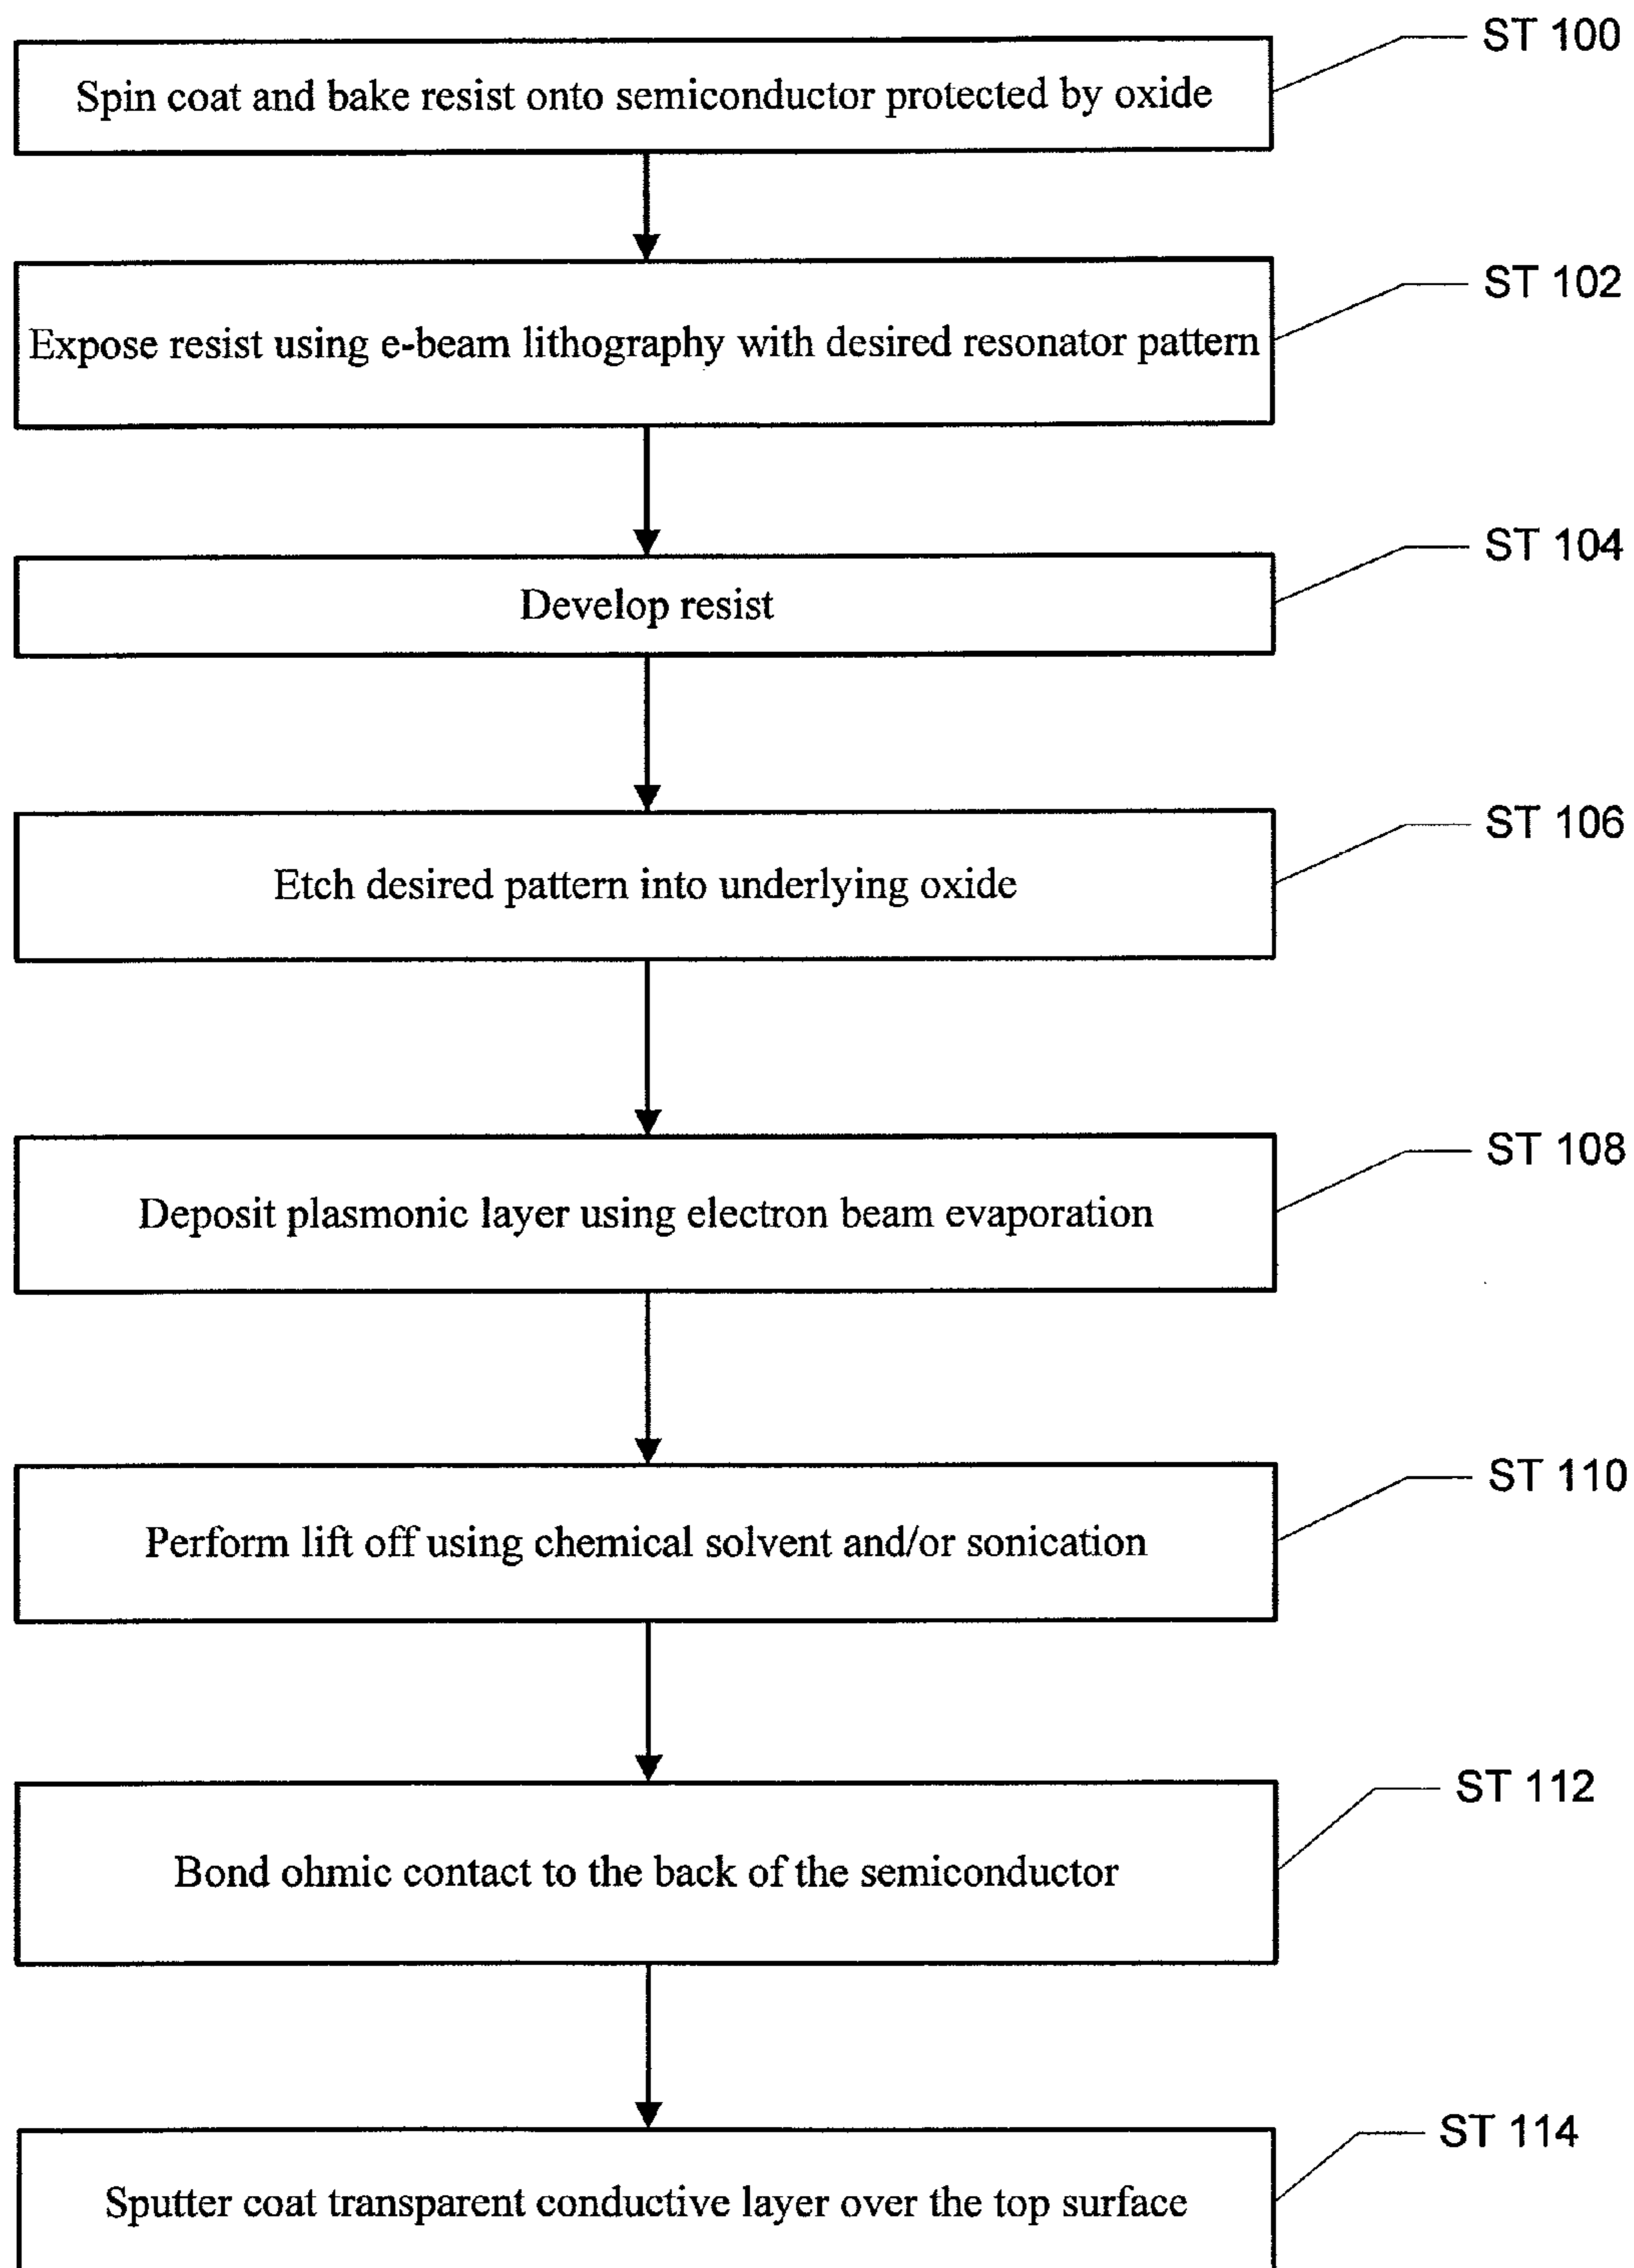 ST 100
Spin coat and bake resist onto semiconductor protected by oxide
ST 102
Expose resist using e-beam lithography with desired resonator pattern
ST 104
Develop resist
ST 106
Etch desired pattern into underlying oxide
ST 108
Deposit plasmonic layer using electron beam evaporation
ST 110
Perform lift off using chemical solvent and/or sonication
ST 112
Bond ohmic contact to the back of the semiconductor
ST 114
Sputter coat transparent conductive layer over the top surface